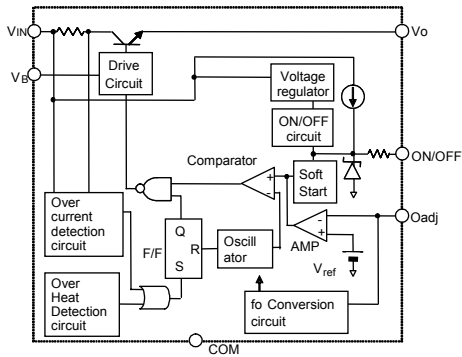 VIN
Vo
VB
Drive
Circuit
Voltage
regulator
ON/OFF
circuit
ON/OFF
Comparator
+
-
Soft
Start
Over
current
detection
circuit
Q
F/F
R
S
Oscill
ator
-
+
AMP
Oadj
Vref
Over
Heat
Detection
circuit
fo Conversion
circuit
COM